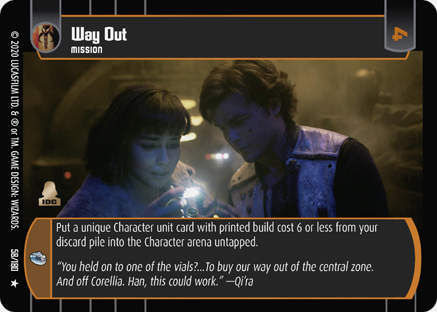 Way Out
MISSION
4
© 2020 LUCASFILM LTD. & ® or TM. GAME DESIGN: WIZARDS.
58/180
IDC
Put a unique Character unit card with printed build cost 6 or less from your
discard pile into the Character arena untapped.
“You held on to one of the vials?...To buy our way out of the central zone.
And off Corellia. Han, this could work.” —Qi’ra